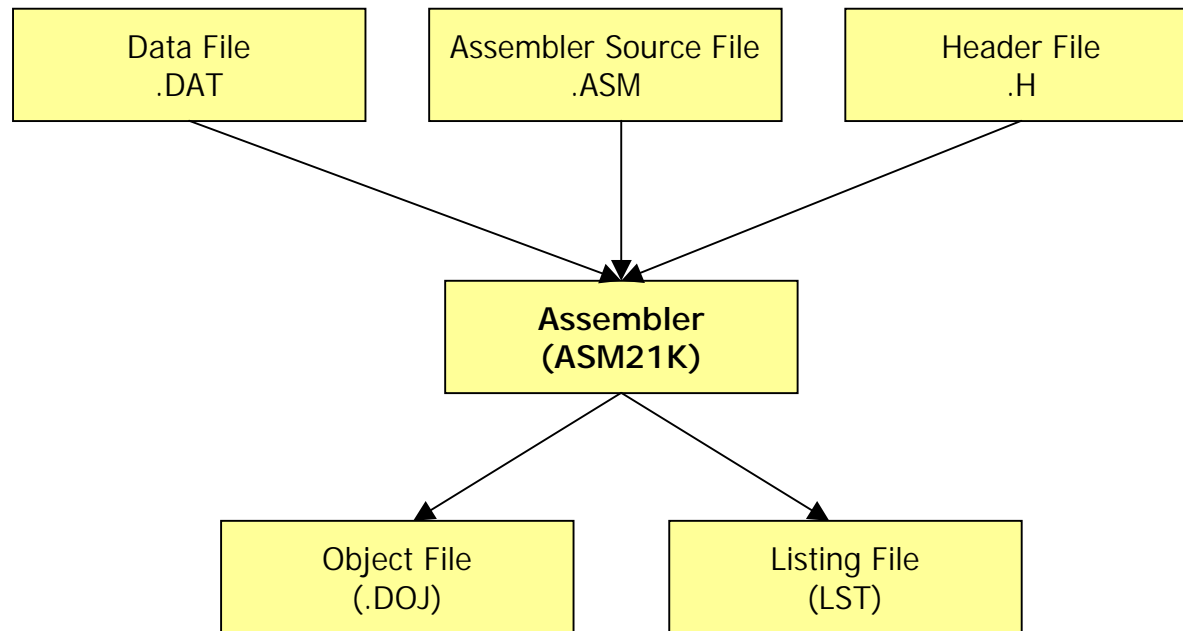 Data File
.DAT
Assembler Source File
.ASM
Header File
.H
Assembler
(ASM21K)
Object File
(.DOJ)
Listing File
(LST)